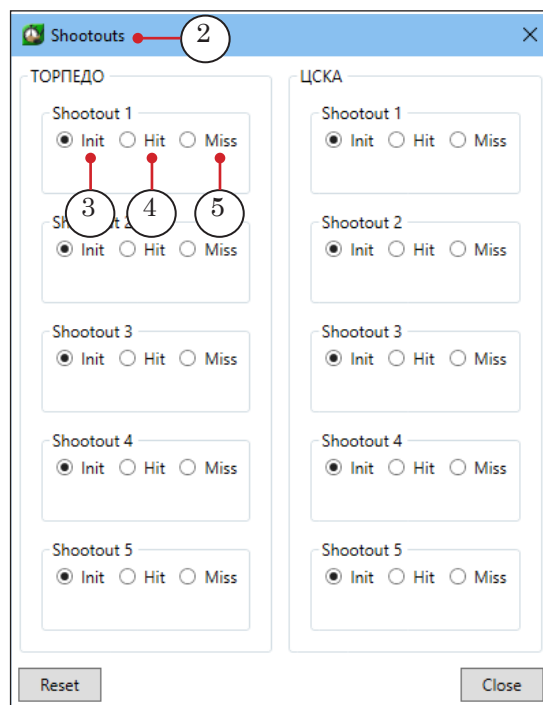 Shootouts
2
ТОРПЕДО
Shootout 1
Init Hit Miss
3 4 5
Shootout 2
Init Hit Miss
Shootout 3
Init Hit Miss
Shootout 4
Init Hit Miss
Shootout 5
Init Hit Miss
ЦСКА
Shootout 1
Init Hit Miss
Shootout 2
Init Hit Miss
Shootout 3
Init Hit Miss
Shootout 4
Init Hit Miss
Shootout 5
Init Hit Miss
Reset
Close